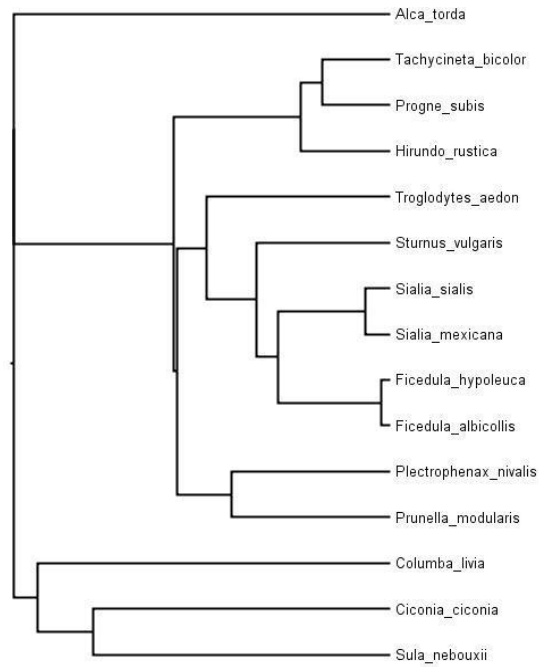 Alca_torda
Tachycineta_bicolor
Progne_subis
Hirundo_rustica
Troglodytes_aedon
Sturnus_vulgaris
Sialia_sialis
Sialia_mexicana
Ficedula_hypoleuca
Ficedula_albicollis
Plectrophenax_nivalis
Prunella_modularis
Columba_livia
Ciconia_ciconia
Sula_nebouxii